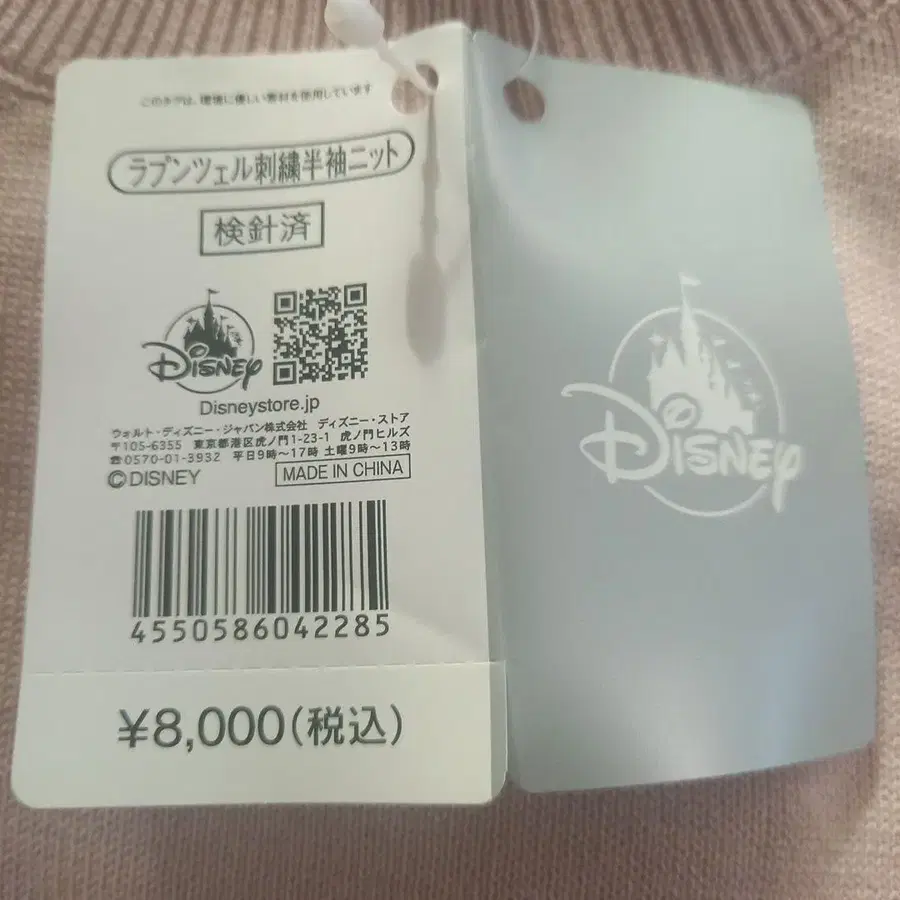 このタグは、環境に優しい素材を使用しています
ラプンツェル刺繍半袖ニット
検針済
Disney
Disneystore.jp
ウォルト・ディズニー・ジャパン株式会社 ディズニー・ストア
〒105-6355 東京都港区虎ノ門1-23-1 虎ノ門ヒルズ
☎0570-01-3932 平日9時〜17時 土曜9時〜13時
©DISNEY MADE IN CHINA
4550586042285
¥8,000(税込)
Disney